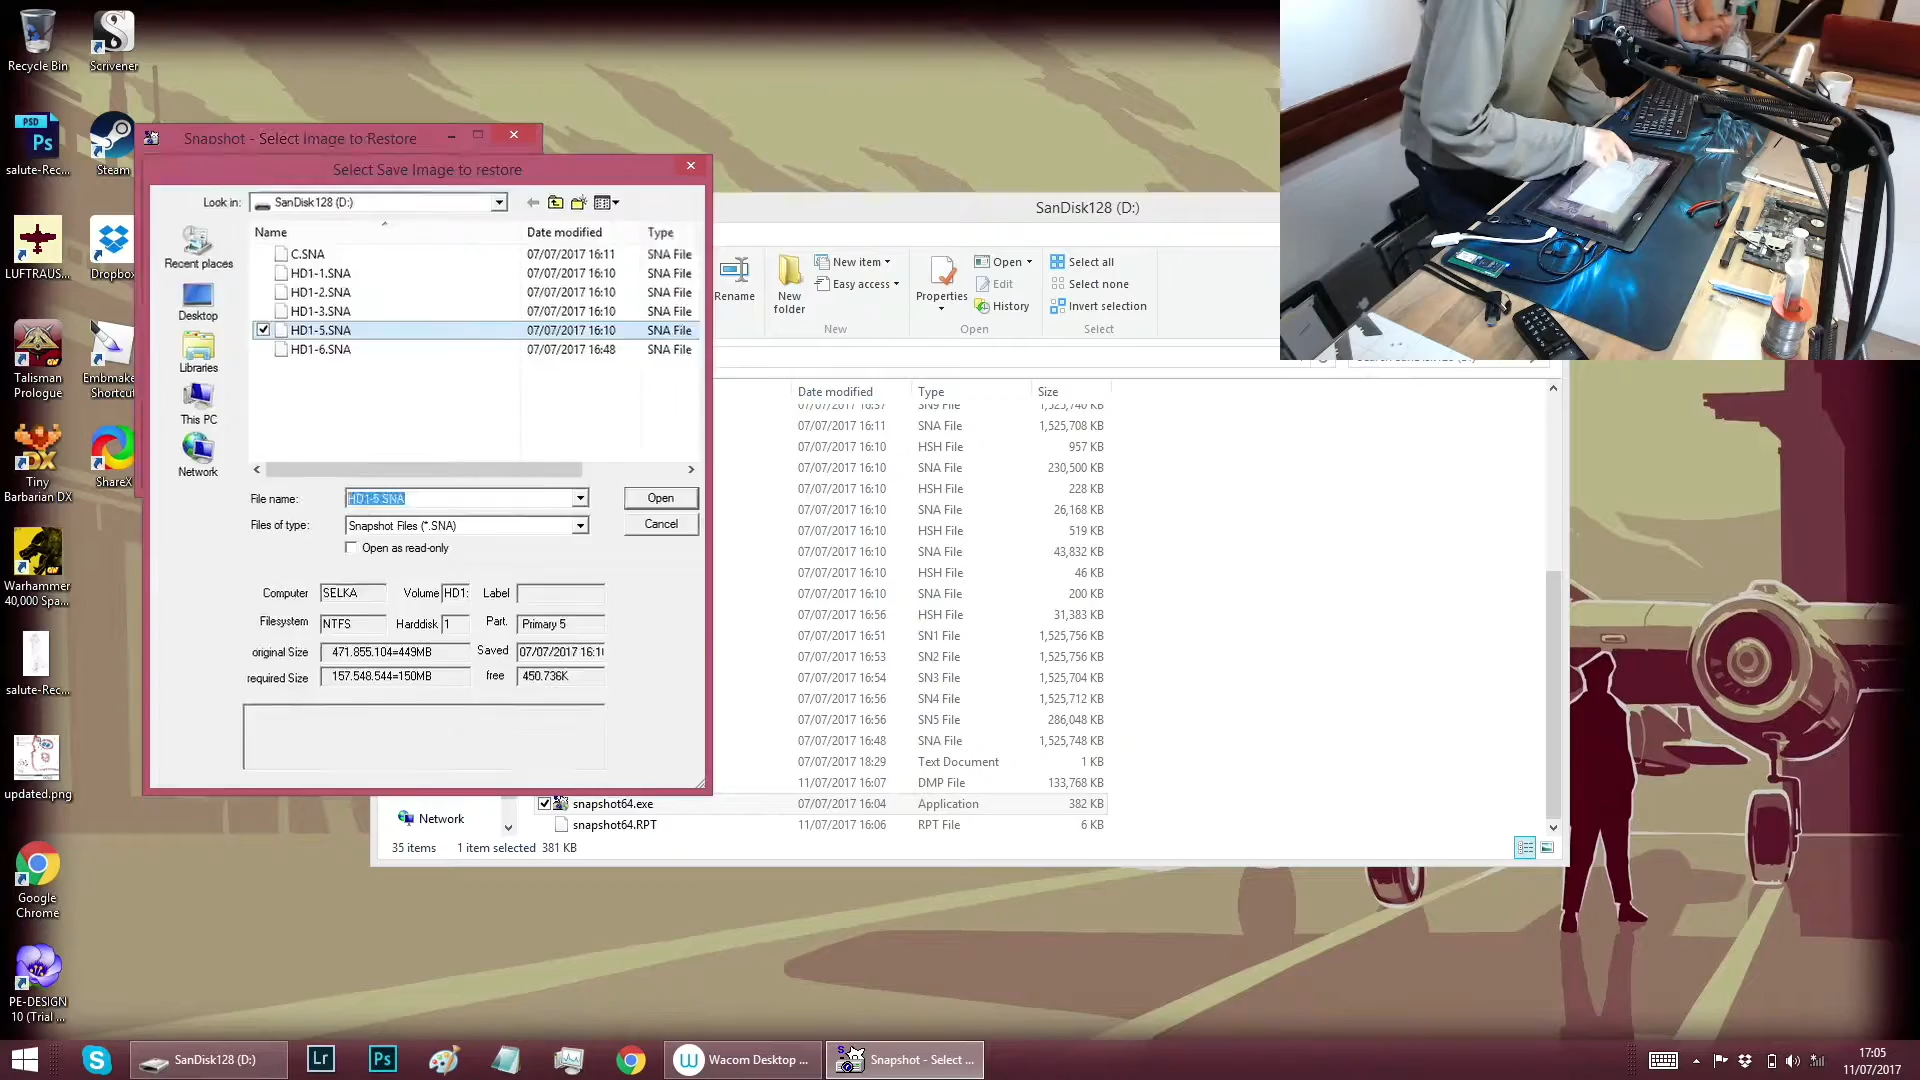 Recycle Bin
Scrivener
PSD
Ps
salute-Rec...
Steam
LUFTRAUS...
Dropbox
Talisman
Prologue
Embmake
Shortcut
DX
Tiny
Barbarian DX
ShareX
Warhammer
40,000 Spa...
salute-Rec...
updated.png
Google
Chrome
PE-DESIGN
10 (Trial ...
Snapshot - Select Image to Restore
Select Save Image to restore
Look in:
SanDisk128 (D:)
Recent places
Desktop
Libraries
This PC
Network
Name
Date modified
Type
C.SNA
07/07/2017 16:11
SNA File
HD1-1.SNA
07/07/2017 16:10
SNA File
HD1-2.SNA
07/07/2017 16:10
SNA File
HD1-3.SNA
07/07/2017 16:10
SNA File
HD1-5.SNA
07/07/2017 16:10
SNA File
HD1-6.SNA
07/07/2017 16:48
SNA File
File name:
HD1-5.SNA
Open
Files of type:
Snapshot Files (*.SNA)
Cancel
Open as read-only
Computer
SELKA
Volume
HD1:
Label
Filesystem
NTFS
Harddisk
1
Part.
Primary 5
original Size
471.855.104=449MB
Saved
07/07/2017 16:1
required Size
157.548.544=150MB
free
450.736K
SanDisk128 (D:)
Rename
New
folder
New item
Easy access
New
Properties
Open
Edit
History
Open
Select all
Select none
Invert selection
Select
Date modified
Type
Size
07/07/2017 16:37
SN9 File
1,525,740 KB
07/07/2017 16:11
SNA File
1,525,708 KB
07/07/2017 16:10
HSH File
957 KB
07/07/2017 16:10
SNA File
230,500 KB
07/07/2017 16:10
HSH File
228 KB
07/07/2017 16:10
SNA File
26,168 KB
07/07/2017 16:10
HSH File
519 KB
07/07/2017 16:10
SNA File
43,832 KB
07/07/2017 16:10
HSH File
46 KB
07/07/2017 16:10
SNA File
200 KB
07/07/2017 16:56
HSH File
31,383 KB
07/07/2017 16:51
SN1 File
1,525,756 KB
07/07/2017 16:53
SN2 File
1,525,756 KB
07/07/2017 16:54
SN3 File
1,525,704 KB
07/07/2017 16:56
SN4 File
1,525,712 KB
07/07/2017 16:56
SN5 File
286,048 KB
07/07/2017 16:48
SNA File
1,525,748 KB
07/07/2017 18:29
Text Document
1 KB
11/07/2017 16:07
DMP File
133,768 KB
snapshot64.exe
07/07/2017 16:04
Application
382 KB
snapshot64.RPT
11/07/2017 16:06
RPT File
6 KB
Network
35 items
1 item selected 381 KB
SanDisk128 (D:)
Lr
Ps
Wacom Desktop ...
Snapshot - Select ...
17:05
11/07/2017